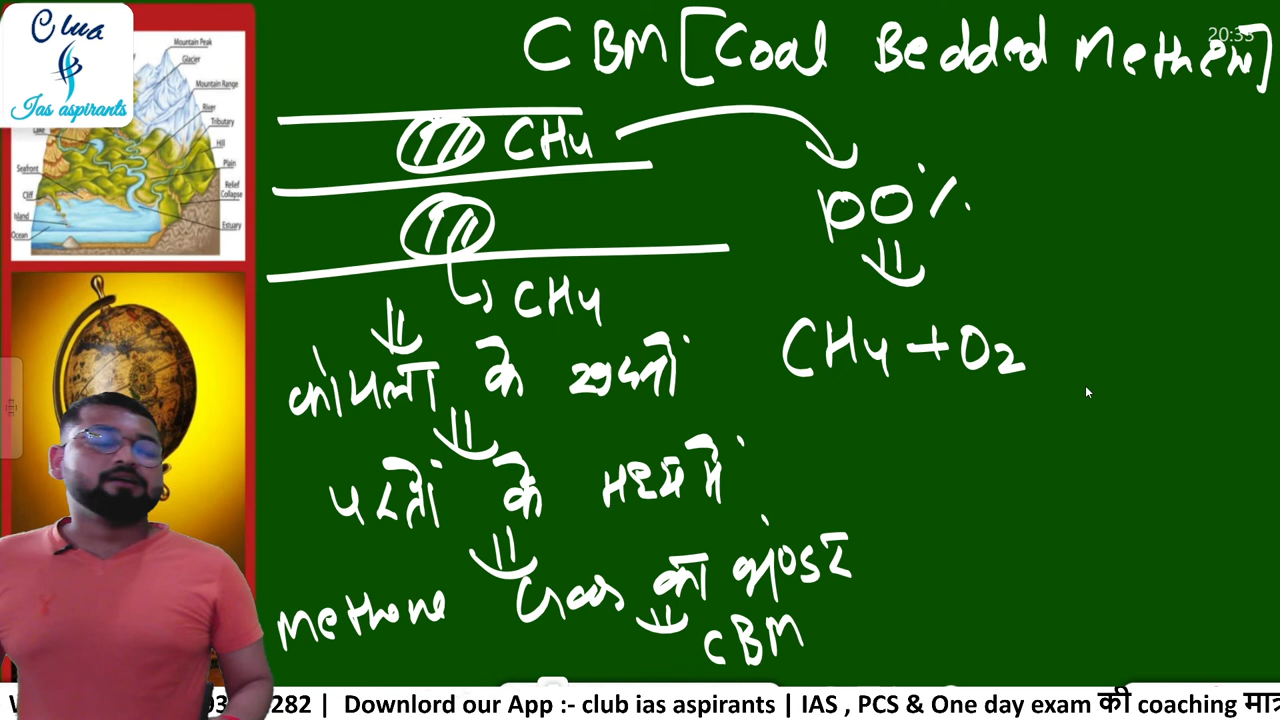 Clua
Ias aspirants
CBM [Coal Bedded Methen]
20:35
Mountain Peak
Glacier
Mountain Range
River
Tributary
Lake
Hill
Plain
Seafront
Relief
Collapse
Cliff
Island
Estuary
Ocean
CH4
100%
CH4
CH4 + O2
कोयला के खदानों
परतों के मध्य में
Methane Gas का भंडार
CBM
282 | Downlord our App :- club ias aspirants | IAS , PCS & One day exam की coaching मात्र